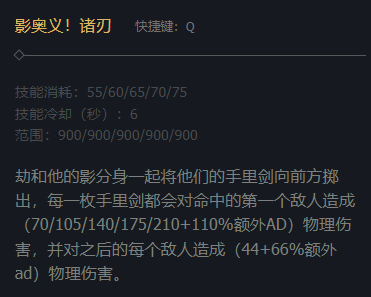 影奥义！诸刃 快捷键：Q
技能消耗：55/60/65/70/75
技能冷却（秒）：6
范围：900/900/900/900/900
劫和他的影分身一起将他们的手里剑向前方掷
出，每一枚手里剑都会对命中的第一个敌人造成
（70/105/140/175/210+110%额外AD）物理伤
害，并对之后的每个敌人造成（44+66%额外
ad）物理伤害。